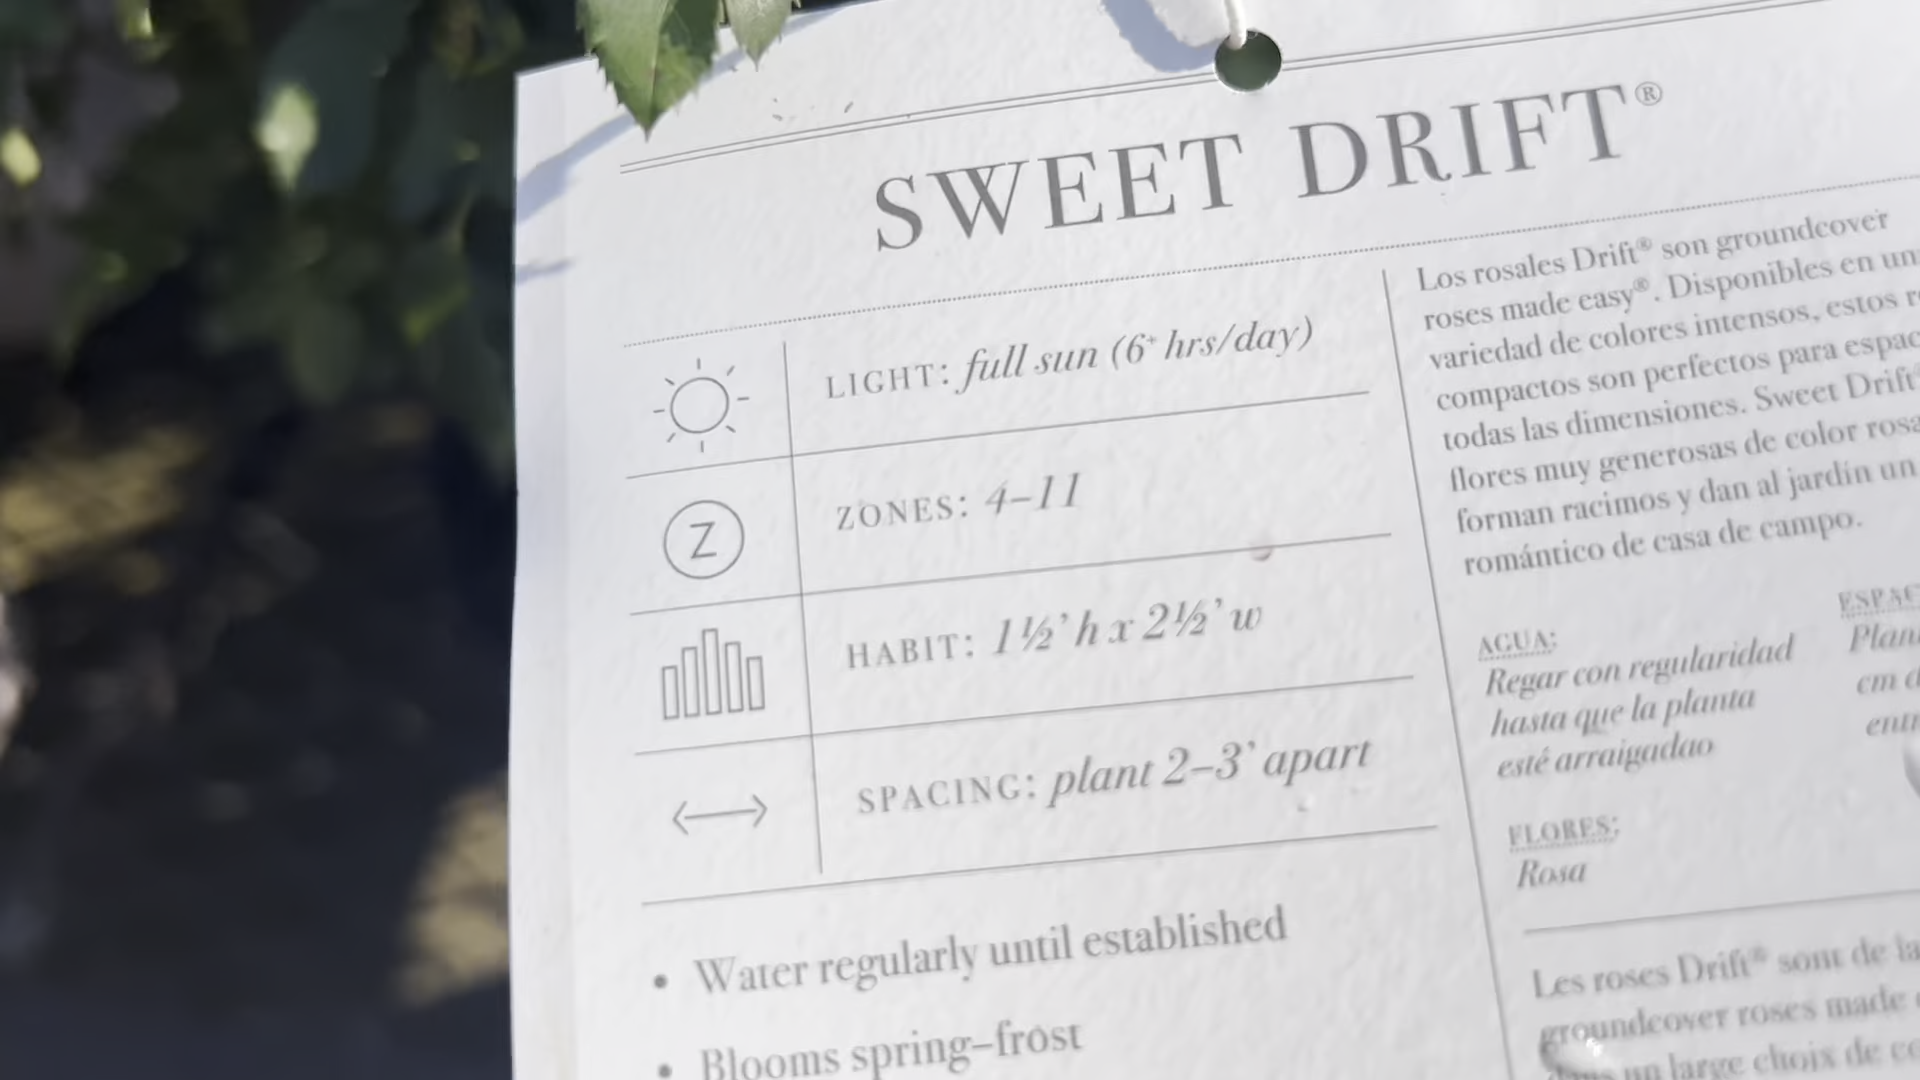 SWEET DRIFT®
LIGHT: full sun (6+ hrs/day)
Z
ZONES: 4–11
HABIT: 1½' h x 2½' w
SPACING: plant 2–3' apart
• Water regularly until established
• Blooms spring–frost
Los rosales Drift® son groundcover
roses made easy®. Disponibles en
variedad de colores intensos, estos
compactos son perfectos para
todas las dimensiones. Sweet Drift®
flores muy generosas de color
forman racimos y dan al jardín un
romántico de casa de campo.
AGUA:
Regar con regularidad
hasta que la planta
esté arraigadao
cm
FLORES:
Rosa
Les roses Drift® sont de la
groundcover roses made
un large choix de